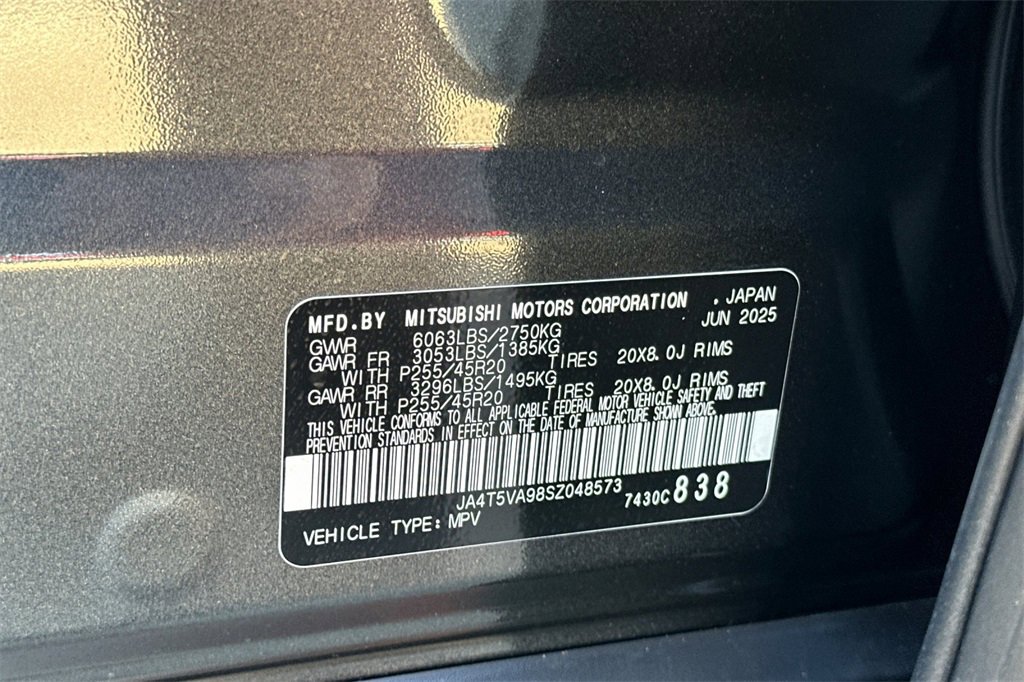 MFD.BY MITSUBISHI MOTORS CORPORATION . JAPAN
JUN 2025
GVWR 6063LBS/2750KG
GAWR FR 3053LBS/1385KG
WITH P255/45R20 TIRES 20X8.0J RIMS
GAWR RR 3296LBS/1495KG
WITH P255/45R20 TIRES 20X8.0J RIMS
THIS VEHICLE CONFORMS TO ALL APPLICABLE FEDERAL MOTOR VEHICLE SAFETY AND THEFT
PREVENTION STANDARDS IN EFFECT ON THE DATE OF MANUFACTURE SHOWN ABOVE.
JA4T5VA98SZ048573 7430C 838
VEHICLE TYPE: MPV